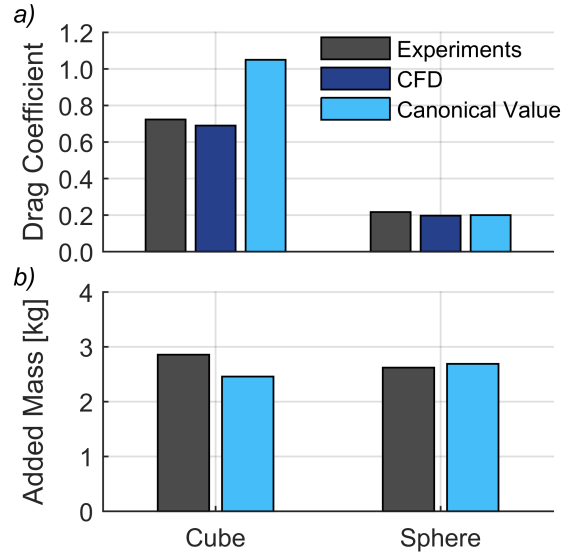 a)
Drag Coefficient
1.2
1.0
0.8
0.6
0.4
0.2
0.0
Experiments
CFD
Canonical Value
b)
Added Mass [kg]
4
3
2
1
0
Cube Sphere